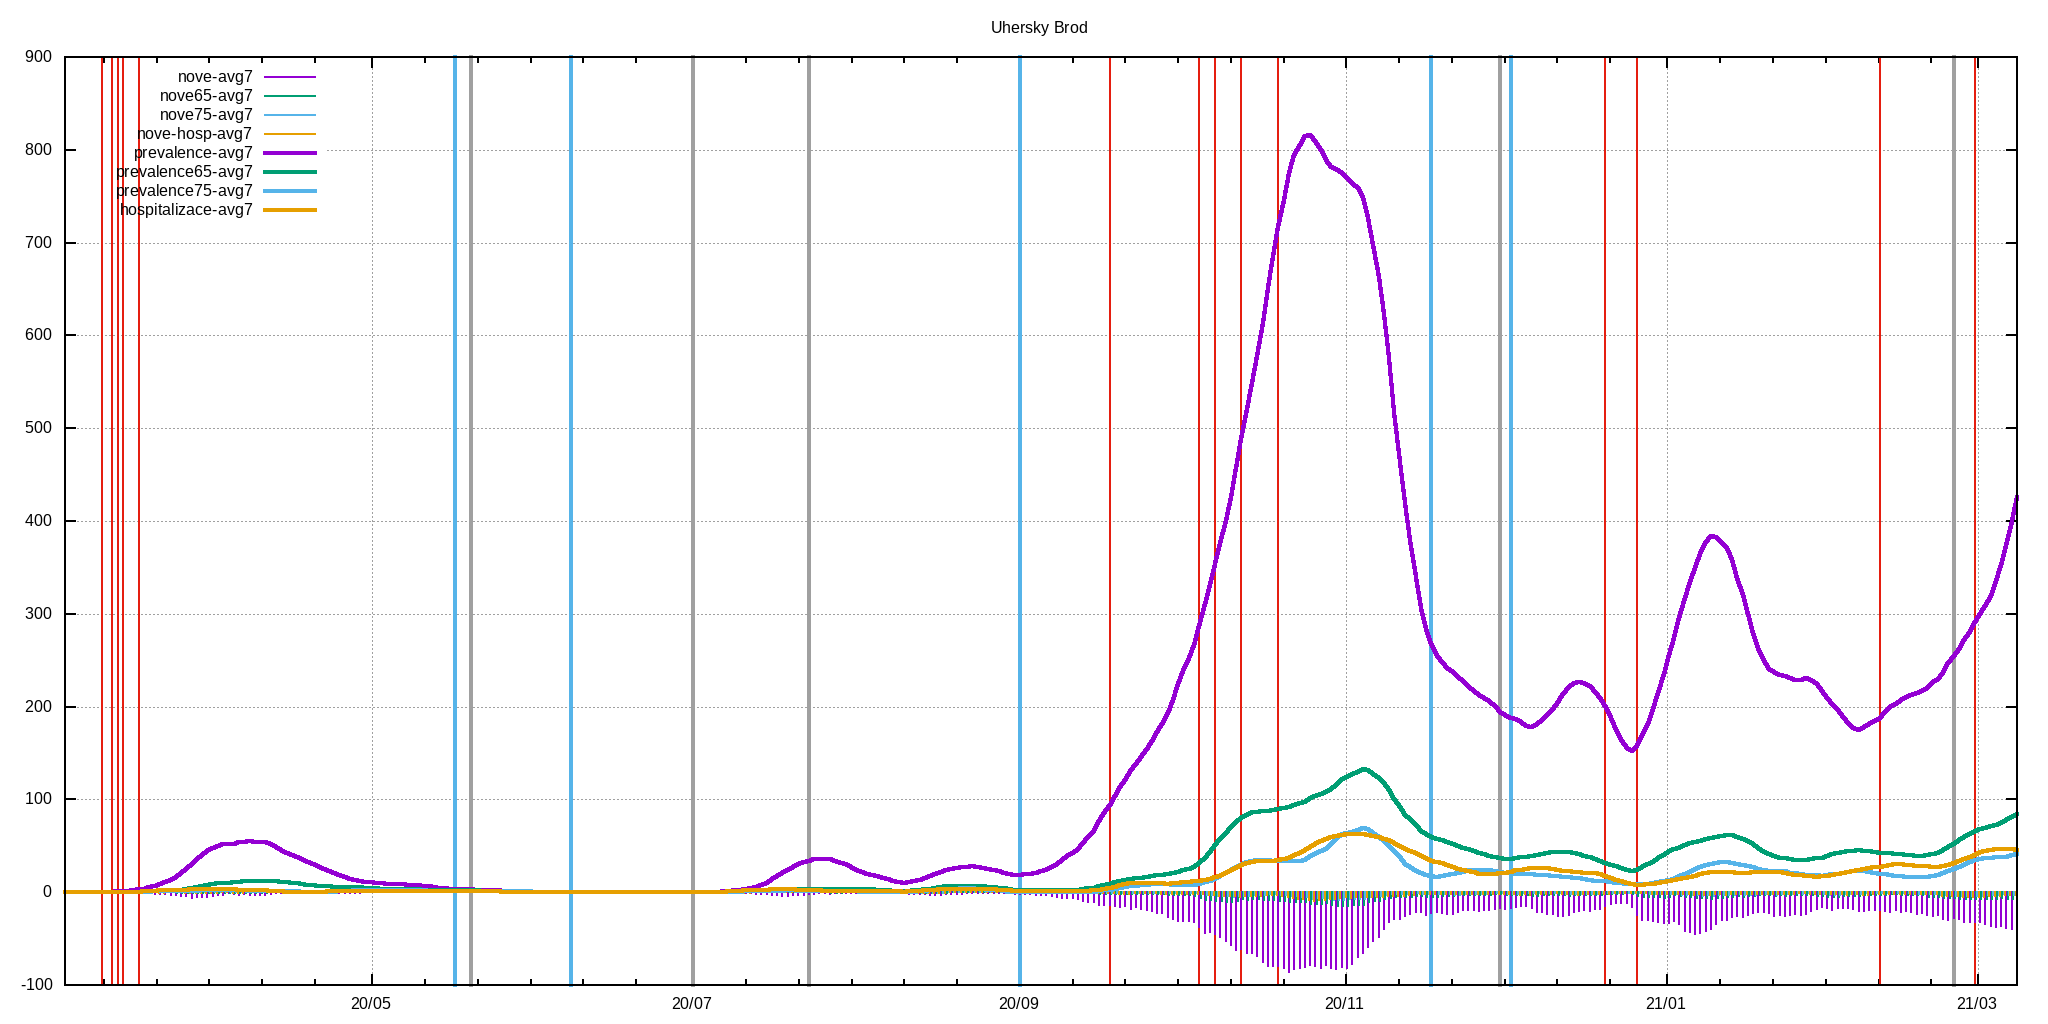 Uhersky Brod
900
800
700
600
500
400
300
200
100
0
-100
nove-avg7
nove65-avg7
nove75-avg7
nove-hosp-avg7
prevalence-avg7
prevalence65-avg7
prevalence75-avg7
hospitalizace-avg7
20/05
20/07
20/09
20/11
21/01
21/03